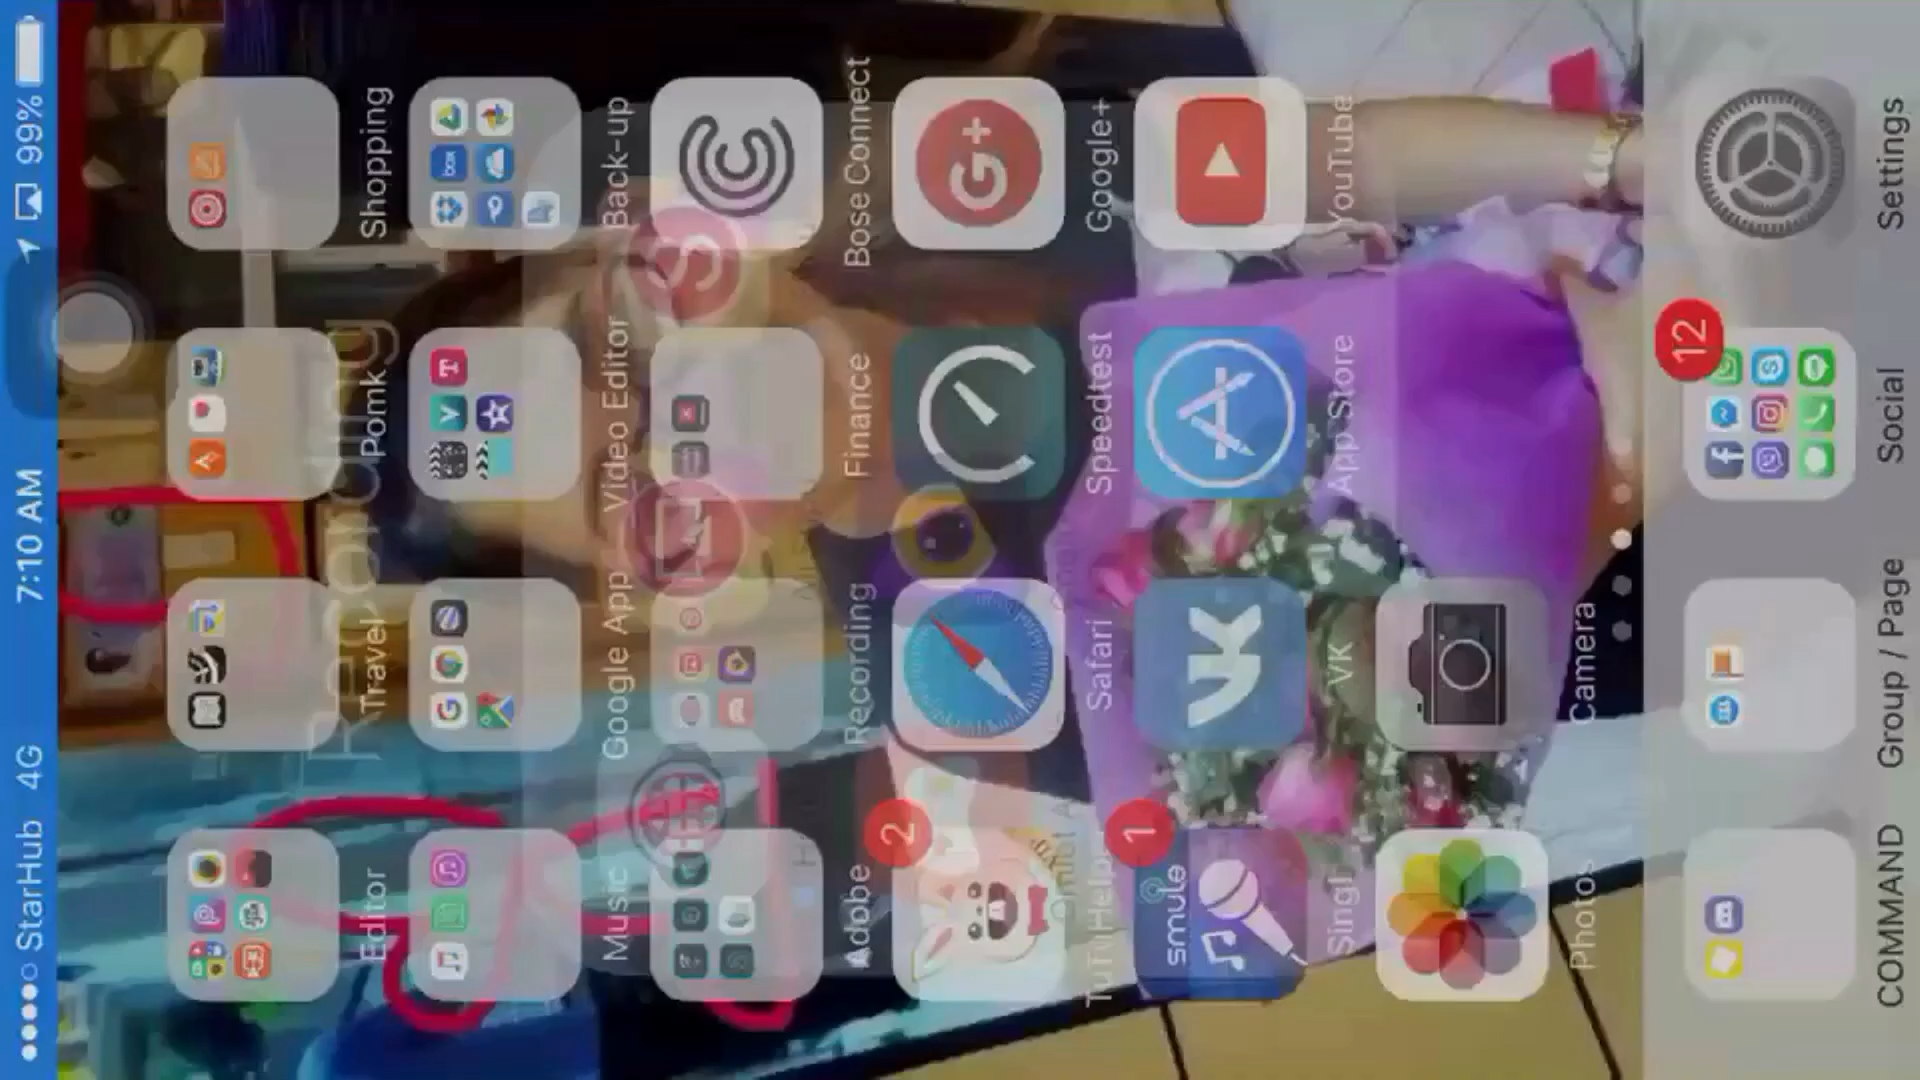 StarHub 4G 7:10 AM 99%
Editor Travel Pomk Shopping
Music Google App Video Editor Back-up
Recording
Adobe Recording Finance Bose Connect
2
TuTuHelper Safari Speedtest Google+
1
smule
Sing! VK App Store YouTube
Photos Camera
12
COMMAND Group / Page Social Settings